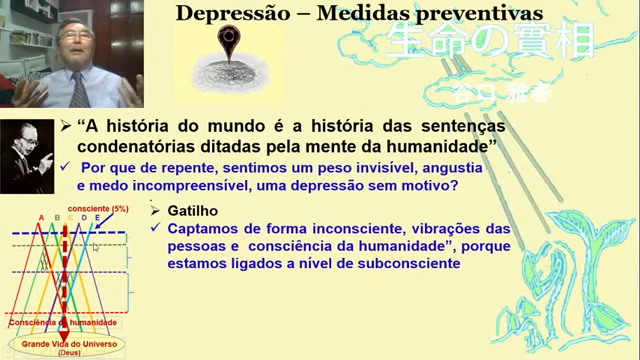 Depressão – Medidas preventivas
生命の實相
谷口 雅春
➢ “A história do mundo é a história das sentenças
condenatórias ditadas pela mente da humanidade”
✓ Por que de repente, sentimos um peso invisível, angustia
e medo incompreensível, uma depressão sem motivo?
consciente (5%)
A B C D E
➢ Gatilho
✓ Captamos de forma inconsciente, vibrações das
pessoas e consciência da humanidade”, porque
estamos ligados a nível de subconsciente
Consciência da humanidade
Grande Vida do Universo
(Deus)